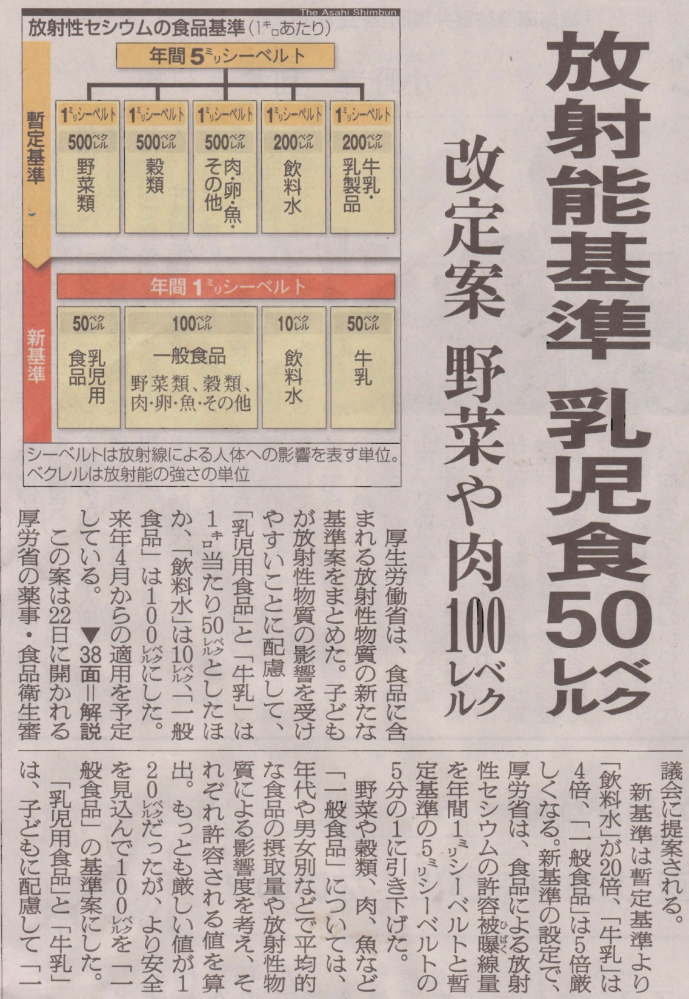 The Asahi Shimbun
放射性セシウムの食品基準(1㌔あたり)
暫定基準
年間5㍉シーベルト
1㍉シーベルト
500ベクレル
野菜類
1㍉シーベルト
500ベクレル
穀類
1㍉シーベルト
500ベクレル
肉・卵・魚・
その他
1㍉シーベルト
200ベクレル
飲料水
1㍉シーベルト
200ベクレル
牛乳・
乳製品
新基準
年間1㍉シーベルト
50ベクレル
乳児用
食品
100ベクレル
一般食品
野菜類、穀類、
肉・卵・魚・その他
10ベクレル
飲料水
50ベクレル
牛乳
シーベルトは放射線による人体への影響を表す単位。
ベクレルは放射能の強さの単位
放射能基準 乳児食50ベクレル
改定案 野菜や肉100ベクレル
厚生労働省は、食品に含
まれる放射性物質の新たな
基準案をまとめた。子ども
が放射性物質の影響を受け
やすいことに配慮して、
「乳児用食品」と「牛乳」は
1㌔当たり50ベクレルとしたほ
か、「飲料水」は10ベクレル、「一般
食品」は100ベクレルにした。
来年4月からの適用を予定
している。 ▼38面=解説
この案は22日に開かれる
厚労省の薬事・食品衛生審
議会に提案される。
新基準は暫定基準より
「飲料水」が20倍、「牛乳」は
4倍、「一般食品」は5倍厳
しくなる。新基準の設定で、
厚労省は、食品による放射
性セシウムの許容被曝線量
ひばく
を年間1㍉シーベルトと暫
定基準の5㍉シーベルトの
5分の1に引き下げた。
野菜や穀類、肉、魚など
「一般食品」については、
年代や男女別などで平均的
な食品の摂取量や放射性物
質による影響度を考え、そ
れぞれ許容される値を算
出。もっとも厳しい値が1
20ベクレルだったが、より安全
を見込んで100ベクレルを「一
般食品」の基準案にした。
「乳児用食品」と「牛乳」
は、子どもに配慮して「一